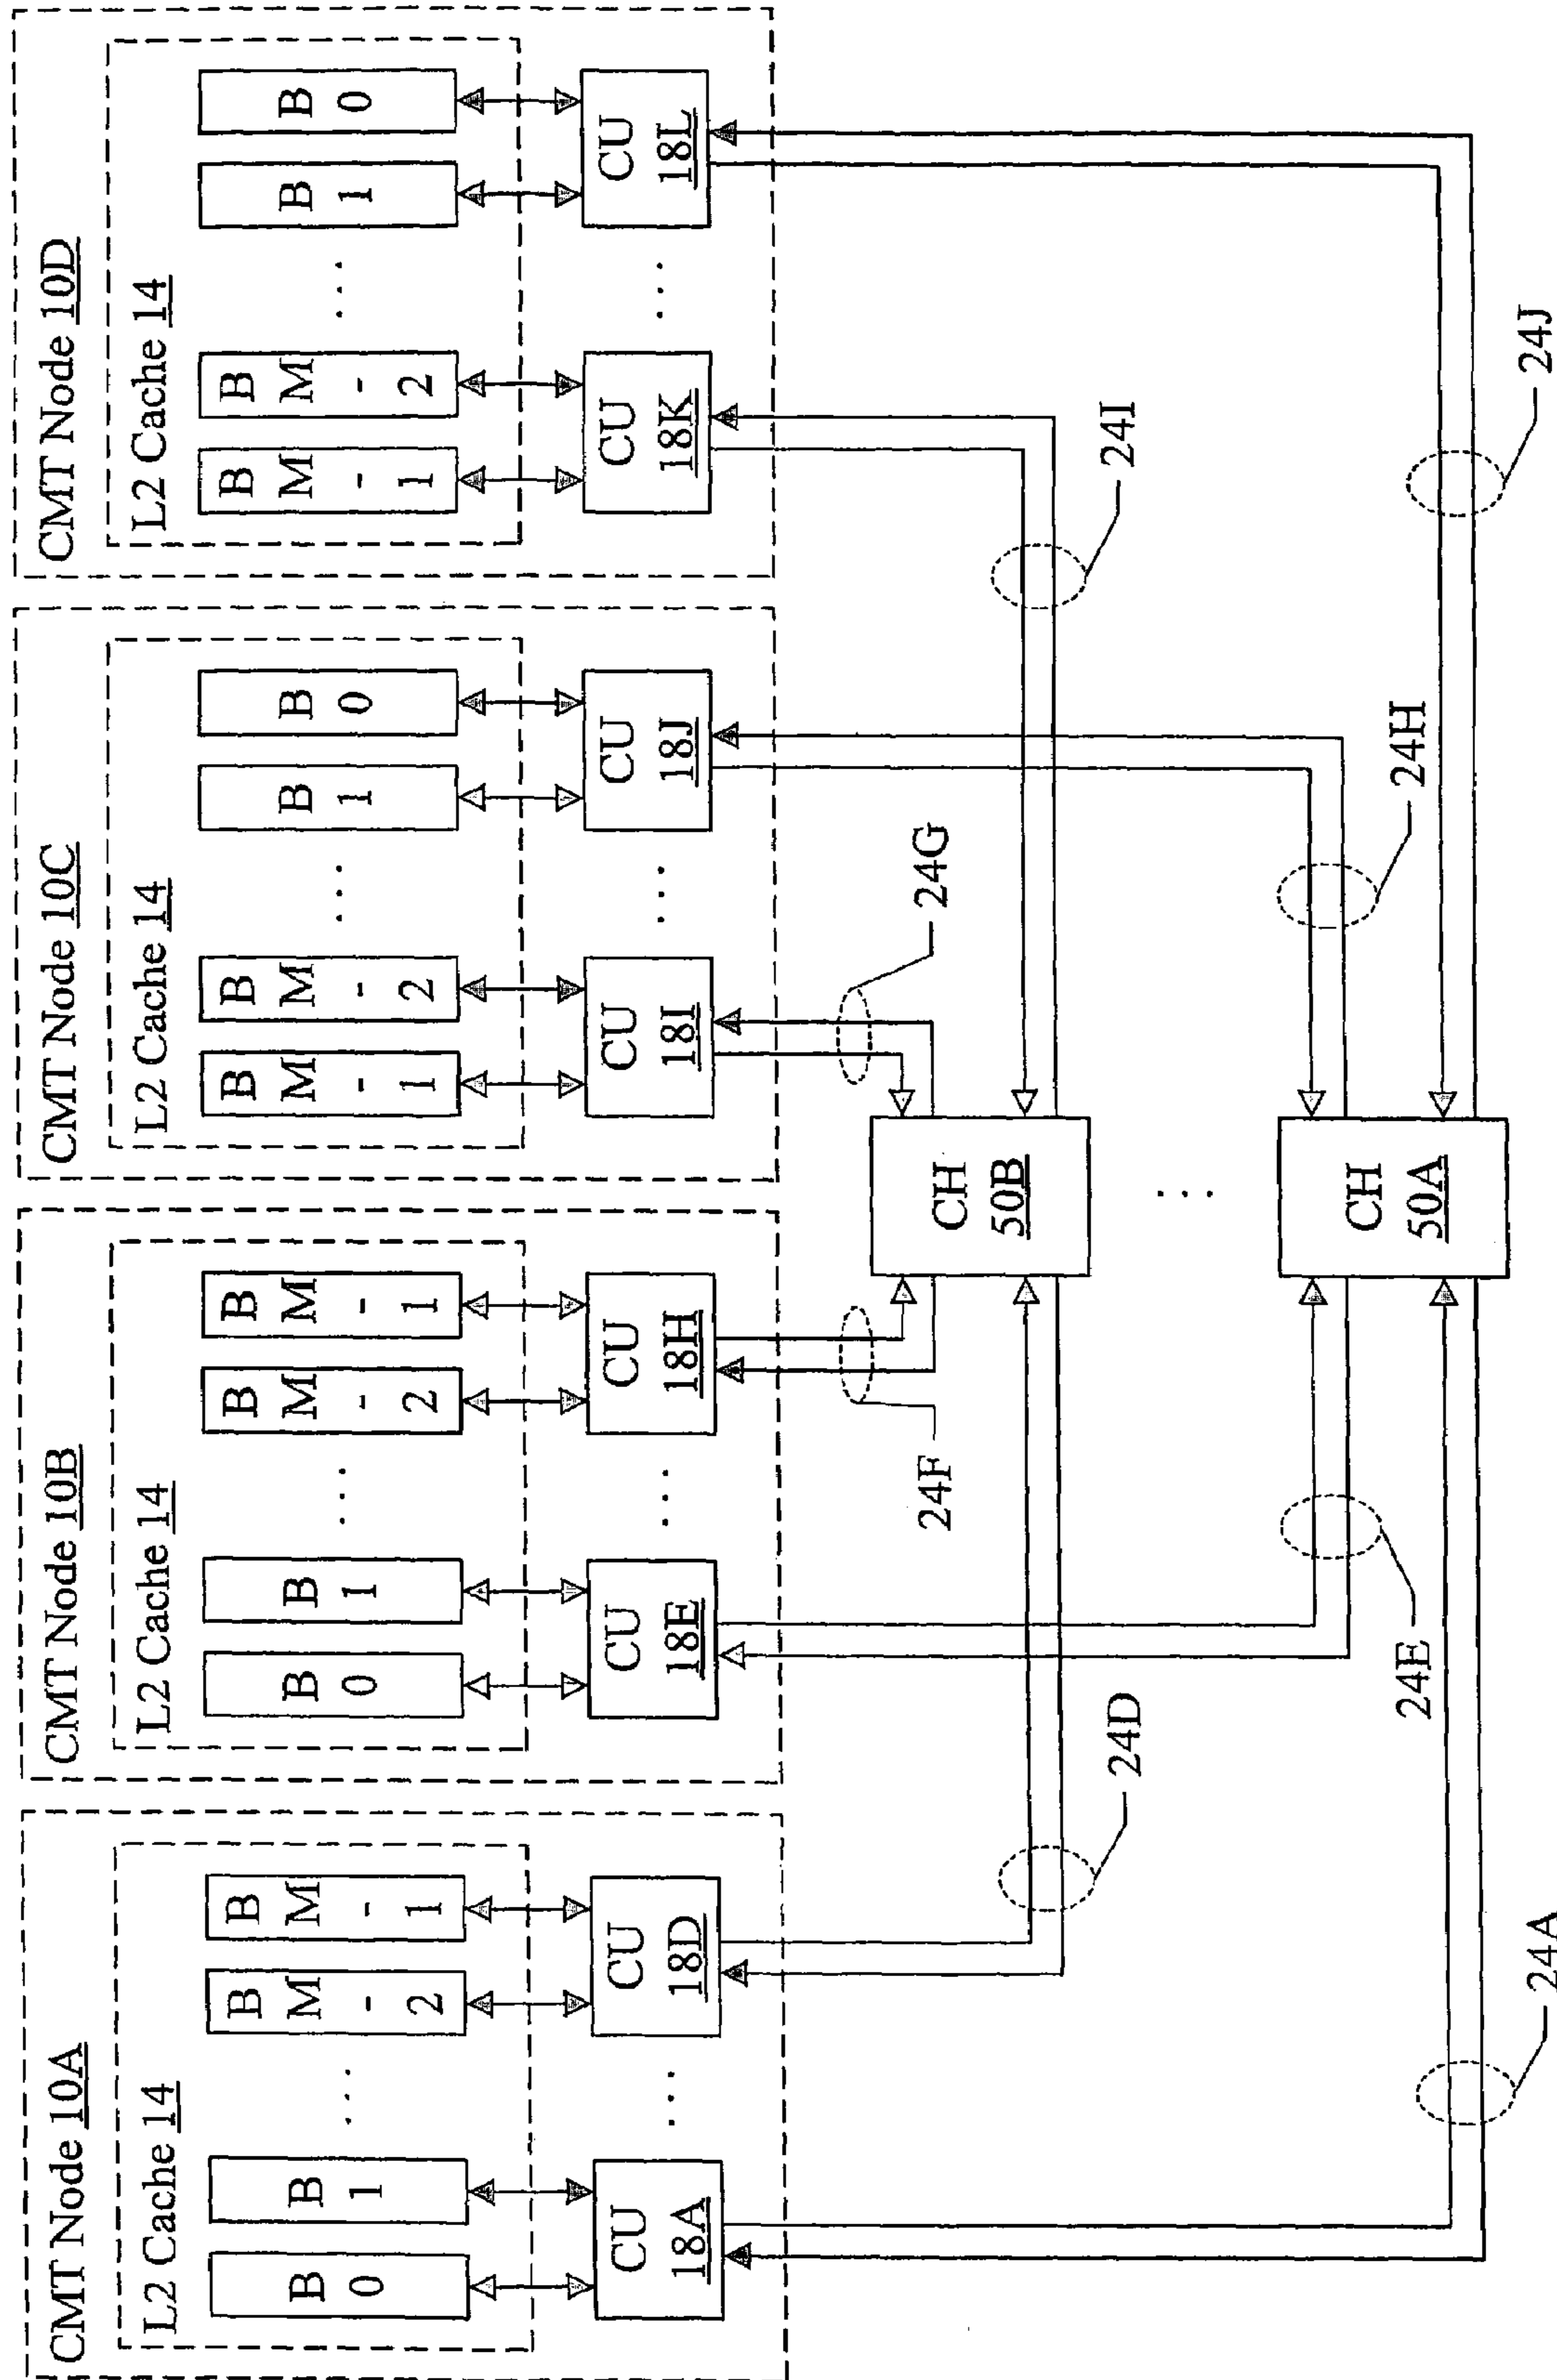 CMT Node 10A
L2 Cache 14
B 0
B 1
...
B M - 2
B M - 1
CU 18A
...
CU 18D
CMT Node 10B
L2 Cache 14
B 0
B 1
...
B M - 2
B M - 1
CU 18E
...
CU 18H
CMT Node 10C
L2 Cache 14
B M - 1
B M - 2
...
B 1
B 0
CU 18I
...
CU 18J
CMT Node 10D
L2 Cache 14
B M - 1
B M - 2
...
B 1
B 0
CU 18K
...
CU 18L
24F
24G
CH 50B
24D
24I
...
24E
24H
CH 50A
24A
24J